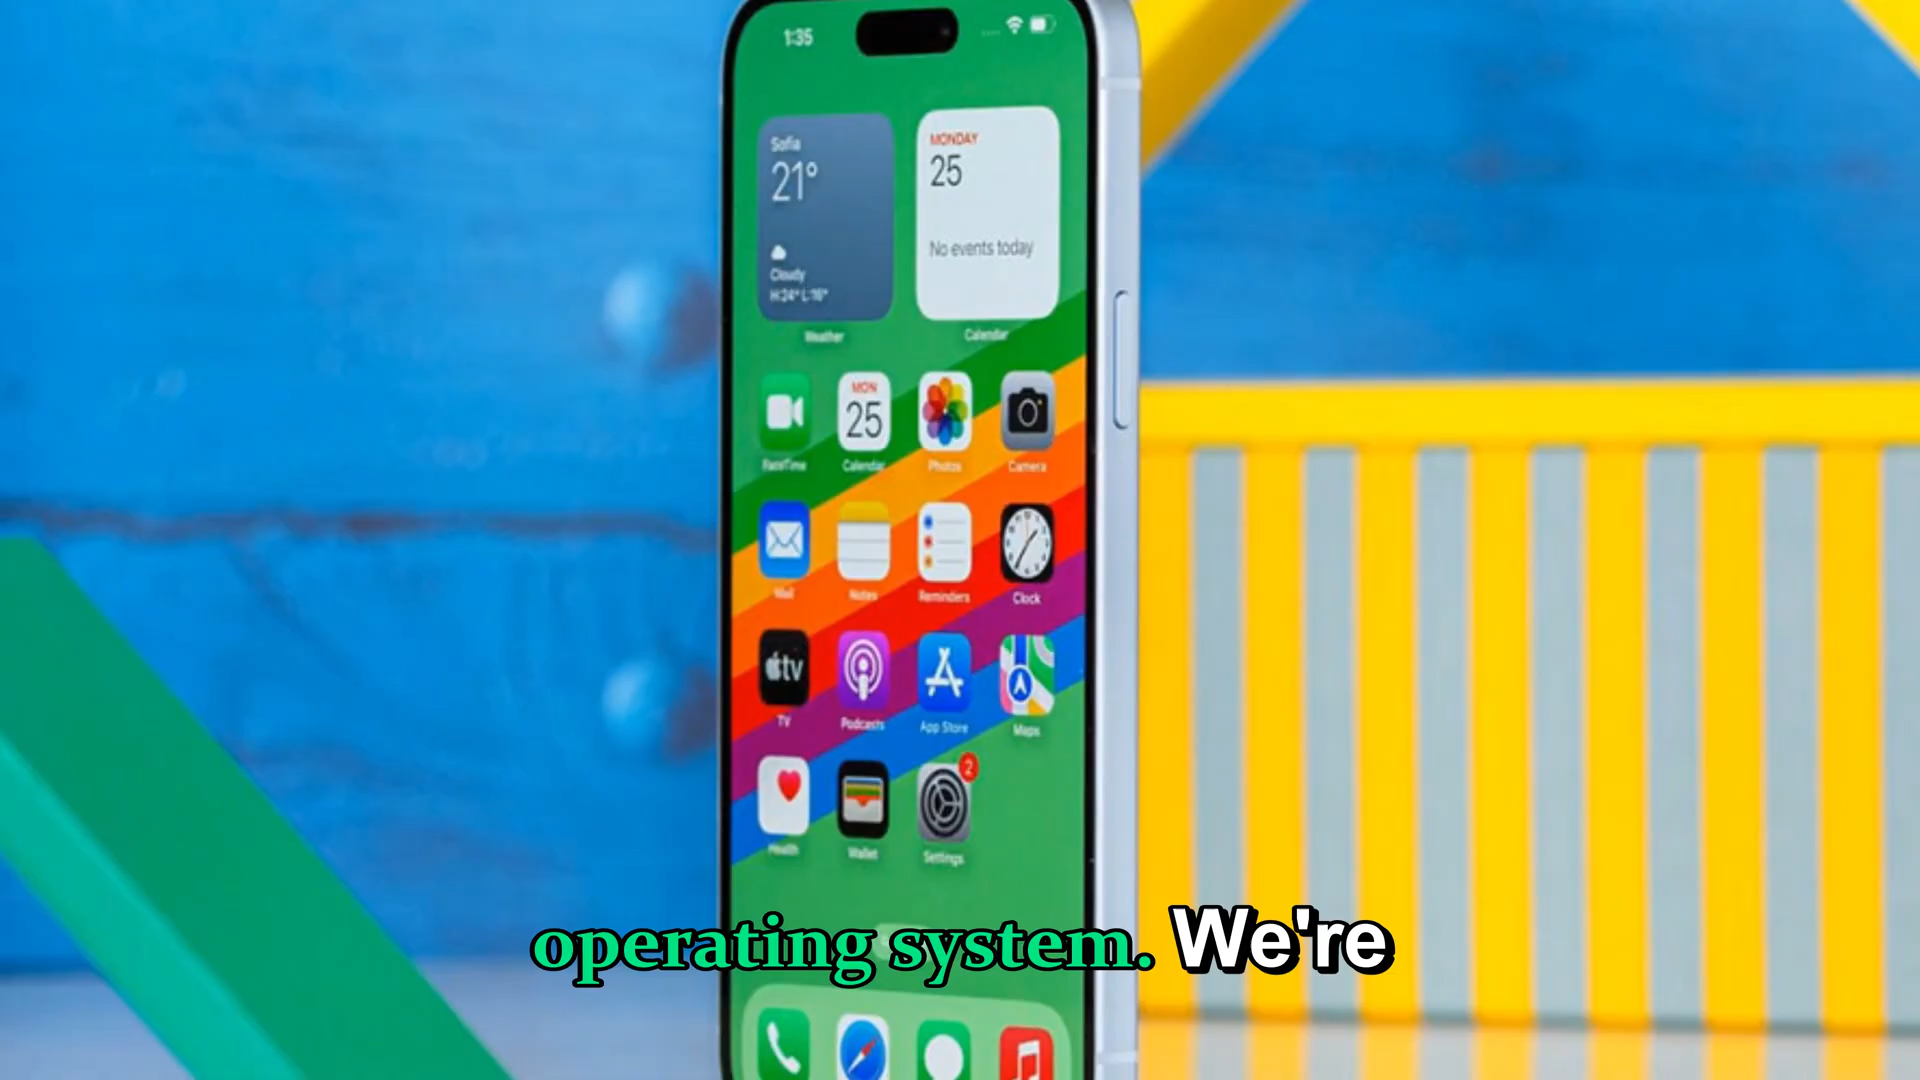 1:35
Sofia
21°
Cloudy
H:24° L:16°
Weather
MONDAY
25
No events today
Calendar
FaceTime
MON
25
Calendar
Photos
Camera
Mail
Notes
Reminders
Clock
tv
TV
Podcasts
App Store
Maps
2
Health
Wallet
Settings
operating system. We're